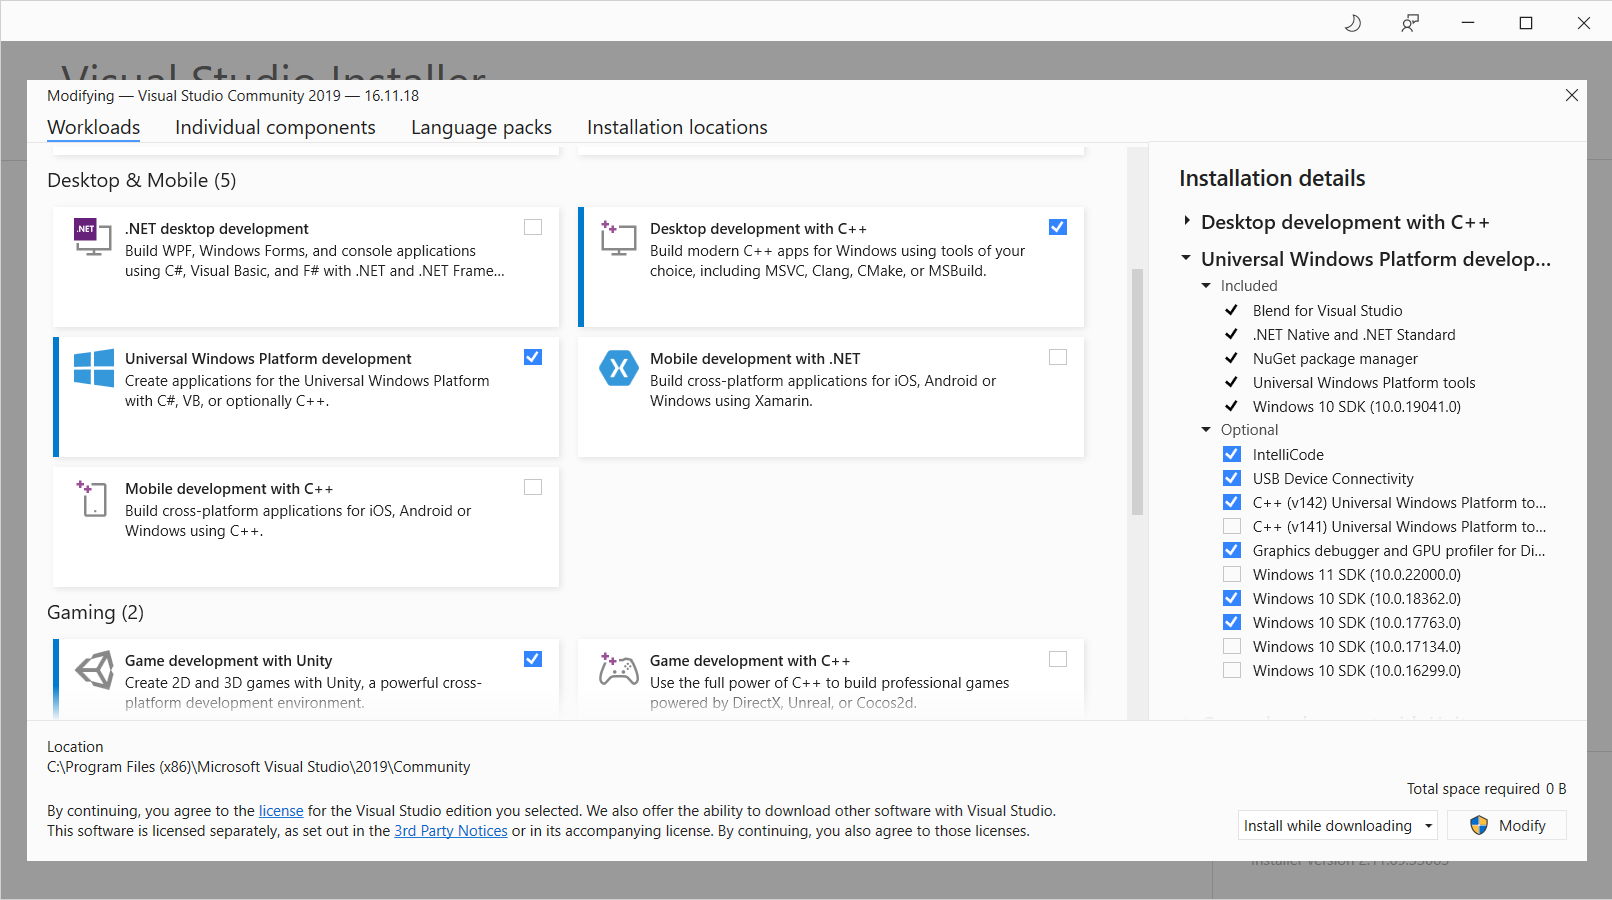 Visual Studio Installer
Modifying — Visual Studio Community 2019 — 16.11.18
Workloads
Individual components
Language packs
Installation locations
Desktop & Mobile (5)
.NET
.NET desktop development
Build WPF, Windows Forms, and console applications
using C#, Visual Basic, and F# with .NET and .NET Frame...
Desktop development with C++
Build modern C++ apps for Windows using tools of your
choice, including MSVC, Clang, CMake, or MSBuild.
Universal Windows Platform development
Create applications for the Universal Windows Platform
with C#, VB, or optionally C++.
Mobile development with .NET
Build cross-platform applications for iOS, Android or
Windows using Xamarin.
Mobile development with C++
Build cross-platform applications for iOS, Android or
Windows using C++.
Gaming (2)
Game development with Unity
Create 2D and 3D games with Unity, a powerful cross-
platform development environment.
Game development with C++
Use the full power of C++ to build professional games
powered by DirectX, Unreal, or Cocos2d.
Installation details
Desktop development with C++
Universal Windows Platform develop...
Included
Blend for Visual Studio
.NET Native and .NET Standard
NuGet package manager
Universal Windows Platform tools
Windows 10 SDK (10.0.19041.0)
Optional
IntelliCode
USB Device Connectivity
C++ (v142) Universal Windows Platform to...
C++ (v141) Universal Windows Platform to...
Graphics debugger and GPU profiler for Di...
Windows 11 SDK (10.0.22000.0)
Windows 10 SDK (10.0.18362.0)
Windows 10 SDK (10.0.17763.0)
Windows 10 SDK (10.0.17134.0)
Windows 10 SDK (10.0.16299.0)
Location
C:\Program Files (x86)\Microsoft Visual Studio\2019\Community
By continuing, you agree to the license for the Visual Studio edition you selected. We also offer the ability to download other software with Visual Studio.
This software is licensed separately, as set out in the 3rd Party Notices or in its accompanying license. By continuing, you also agree to those licenses.
Total space required 0 B
Install while downloading
Modify